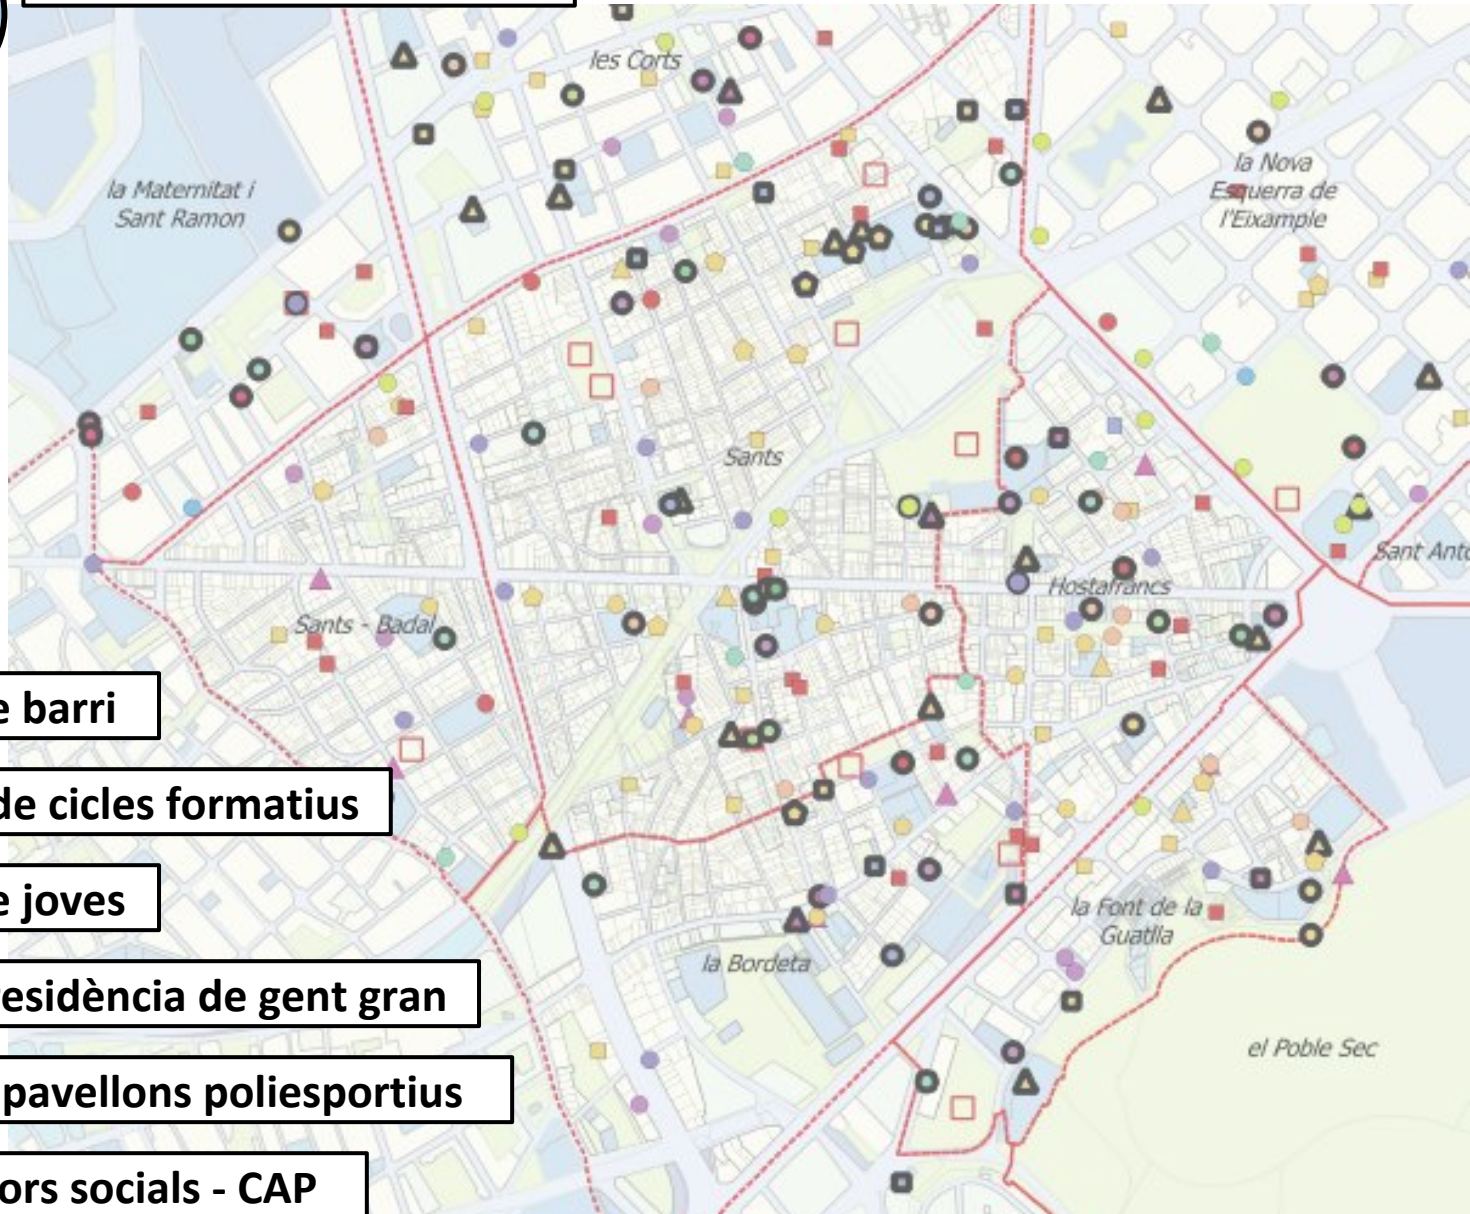 )
les Corts
la Maternitat i
Sant Ramon
la Nova
Esquerra de
l'Eixample
Sants
Sant Anto
Hostafrancs
Sants - Badal
e barri
de cicles formatius
e joves
la Font de la
Guatlla
la Bordeta
residència de gent gran
el Poble Sec
pavellons poliesportius
ors socials - CAP